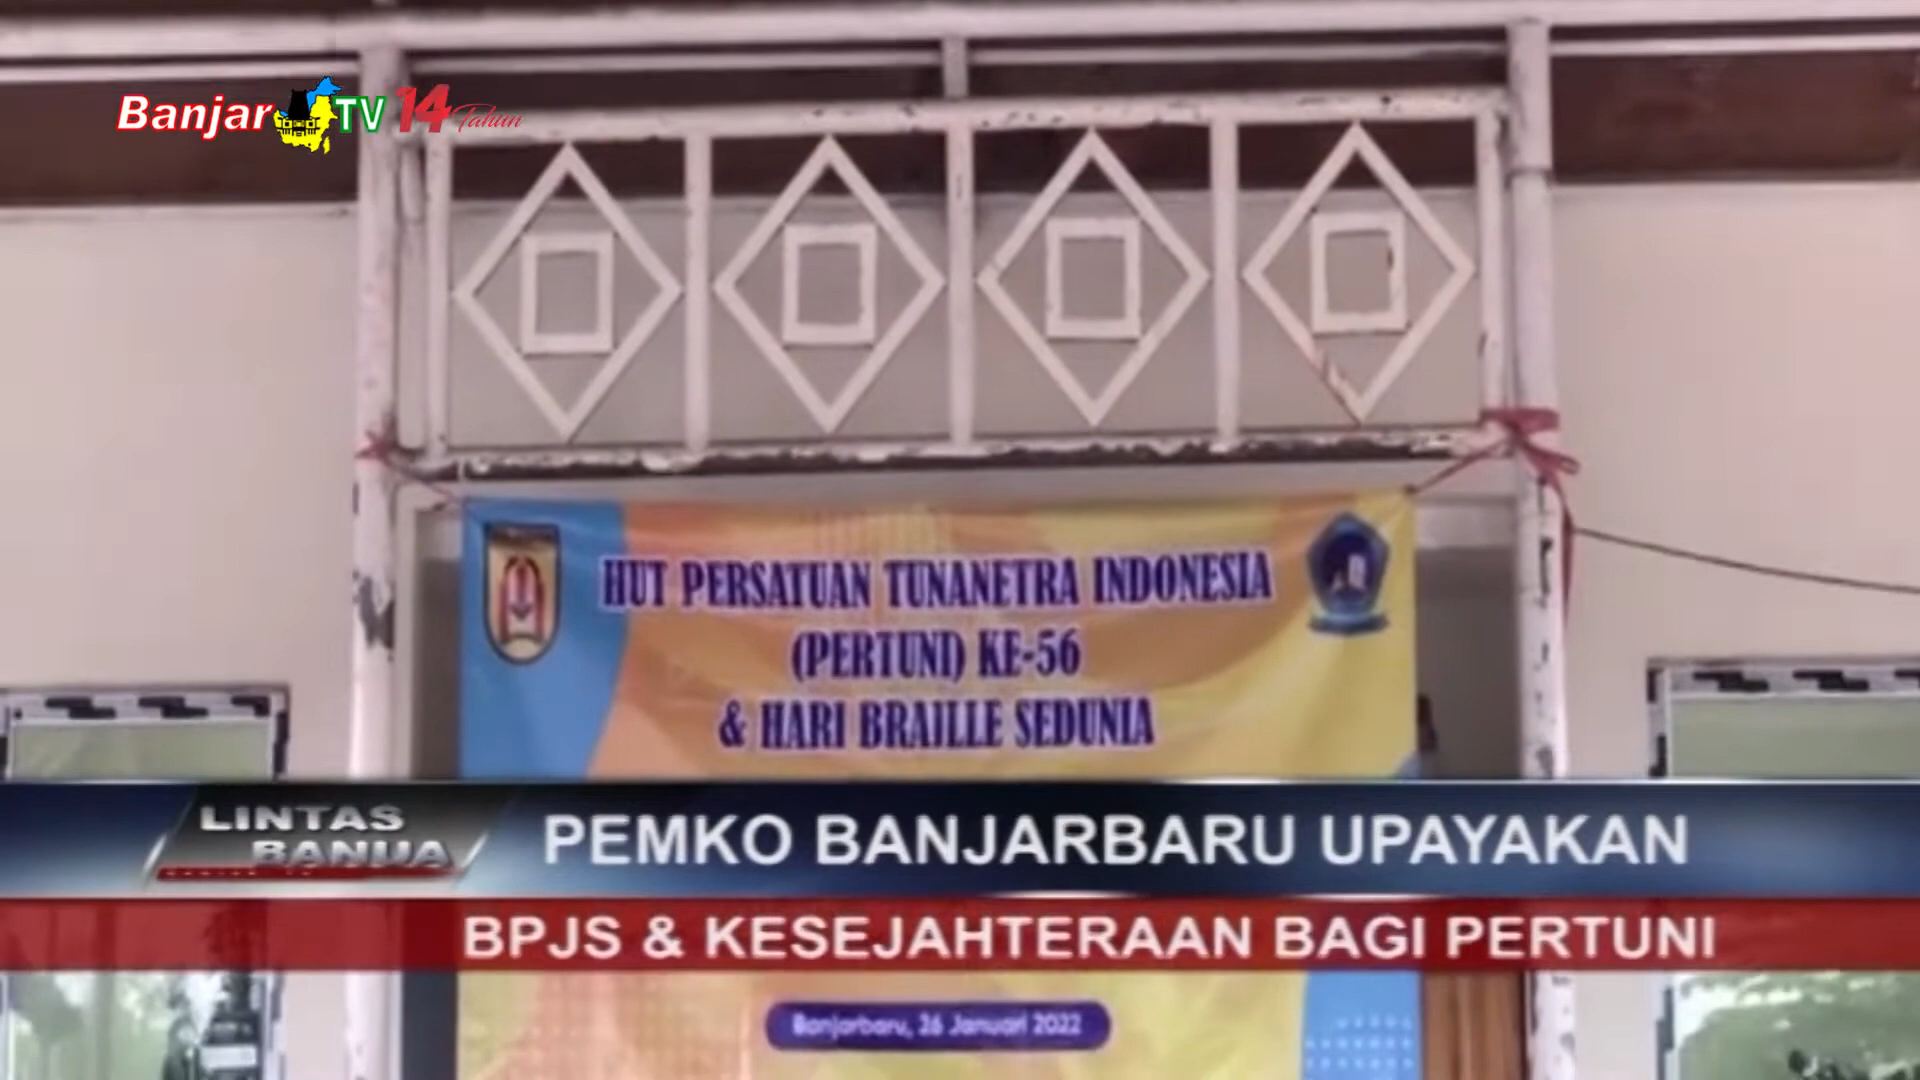 Banjar TV 14 Tahun
HUT PERSATUAN TUNANETRA INDONESIA
(PERTUNI) KE-56
& HARI BRAILLE SEDUNIA
LINTAS
BANUA
PEMKO BANJARBARU UPAYAKAN
BPJS & KESEJAHTERAAN BAGI PERTUNI
Banjarbaru, 26 Januari 2022